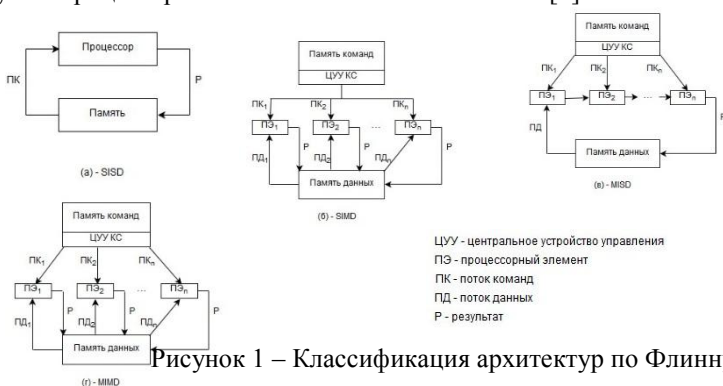 Процессор
ПК
Р
Память
(а) - SISD
Память команд
ЦУУ КС
ПК₁
ПК₂
ПКₙ
ПЭ₁
ПЭ₂
...
ПЭₙ
Р
Р
Р
ПД₁
ПД₂
ПДₙ
Память данных
(б) - SIMD
Память команд
ЦУУ КС
ПК₁
ПК₂
ПКₙ
ПЭ₁
ПЭ₂
...
ПЭₙ
ПД
Память данных
(в) - MISD
Память команд
ЦУУ КС
ПК₁
ПК₂
ПКₙ
ПЭ₁
ПЭ₂
...
ПЭₙ
Р
Р
Р
ПД₁
ПД₂
ПДₙ
Память данных
(г) - MIMD
ЦУУ - центральное устройство управления
ПЭ - процессорный элемент
ПК - поток команд
ПД - поток данных
Р - результат
Рисунок 1 – Классификация архитектур по Флинн